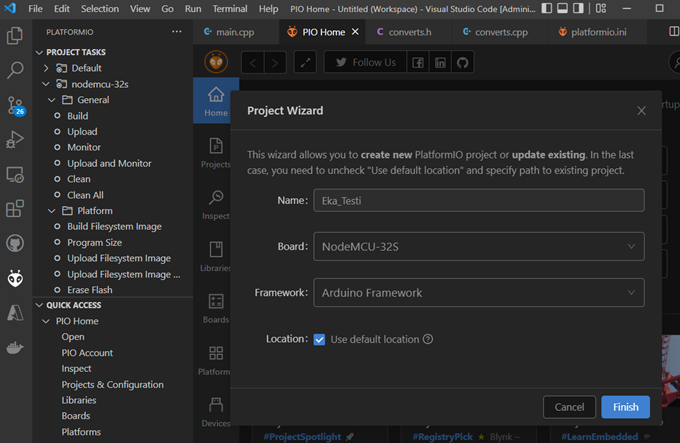 File Edit Selection View Go Run Terminal Help PIO Home - Untitled (Workspace) - Visual Studio Code [Admini...
PLATFORMIO ...
PROJECT TASKS
Default
nodemcu-32s
General
Build
Upload
Monitor
Upload and Monitor
Clean
Clean All
Platform
Build Filesystem Image
Program Size
Upload Filesystem Image
Upload Filesystem Image ...
Erase Flash
QUICK ACCESS
PIO Home
Open
PIO Account
Inspect
Projects & Configuration
Libraries
Boards
Platforms
26
main.cpp PIO Home converts.h converts.cpp platformio.ini
Follow Us
Home
Projects
Inspect
Libraries
Boards
Platform
Devices
Project Wizard
This wizard allows you to create new PlatformIO project or update existing. In the last
case, you need to uncheck "Use default location" and specify path to existing project.
Name: Eka_Testi
Board: NodeMCU-32S
Framework: Arduino Framework
Location: Use default location
Cancel Finish
#ProjectSpotlight #RegistryPick Blynk - #LearnEmbedded